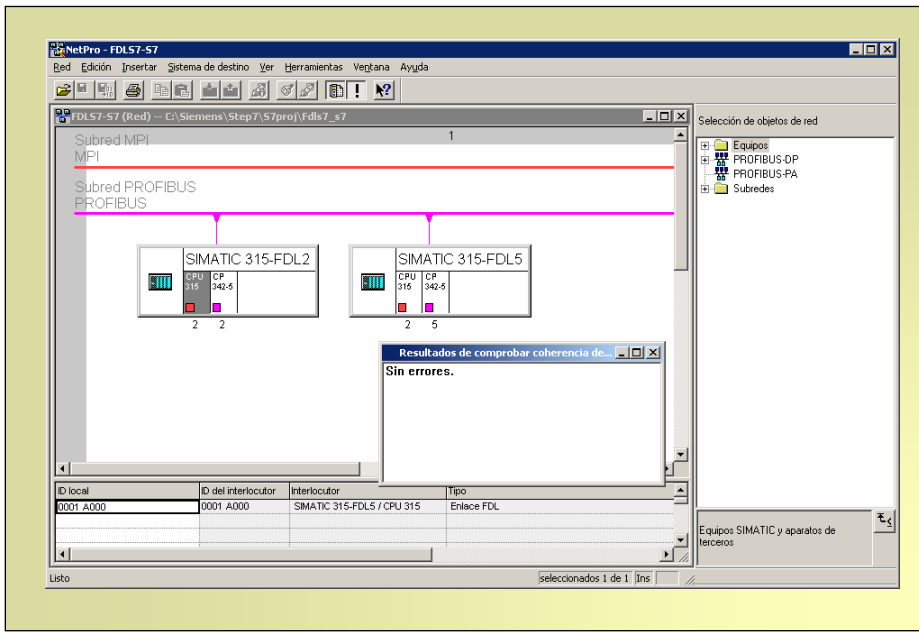 NetPro - FDLS7-S7
Red Edición Insertar Sistema de destino Ver Herramientas Ventana Ayuda
FDLS7-S7 (Red) -- C:\Siemens\Step7\S7proj\Fdls7_s7
Subred MPI
1
MPI
Subred PROFIBUS
PROFIBUS
SIMATIC 315-FDL2
CPU 315
CP 342-5
2 2
SIMATIC 315-FDL5
CPU 315
CP 342-5
2 5
Resultados de comprobar coherencia de...
Sin errores.
ID local ID del interlocutor Interlocutor Tipo
0001 A000 0001 A000 SIMATIC 315-FDL5 / CPU 315 Enlace FDL
Selección de objetos de red
Equipos
PROFIBUS-DP
PROFIBUS-PA
Subredes
Equipos SIMATIC y aparatos de
terceros
Listo
seleccionados 1 de 1 Ins